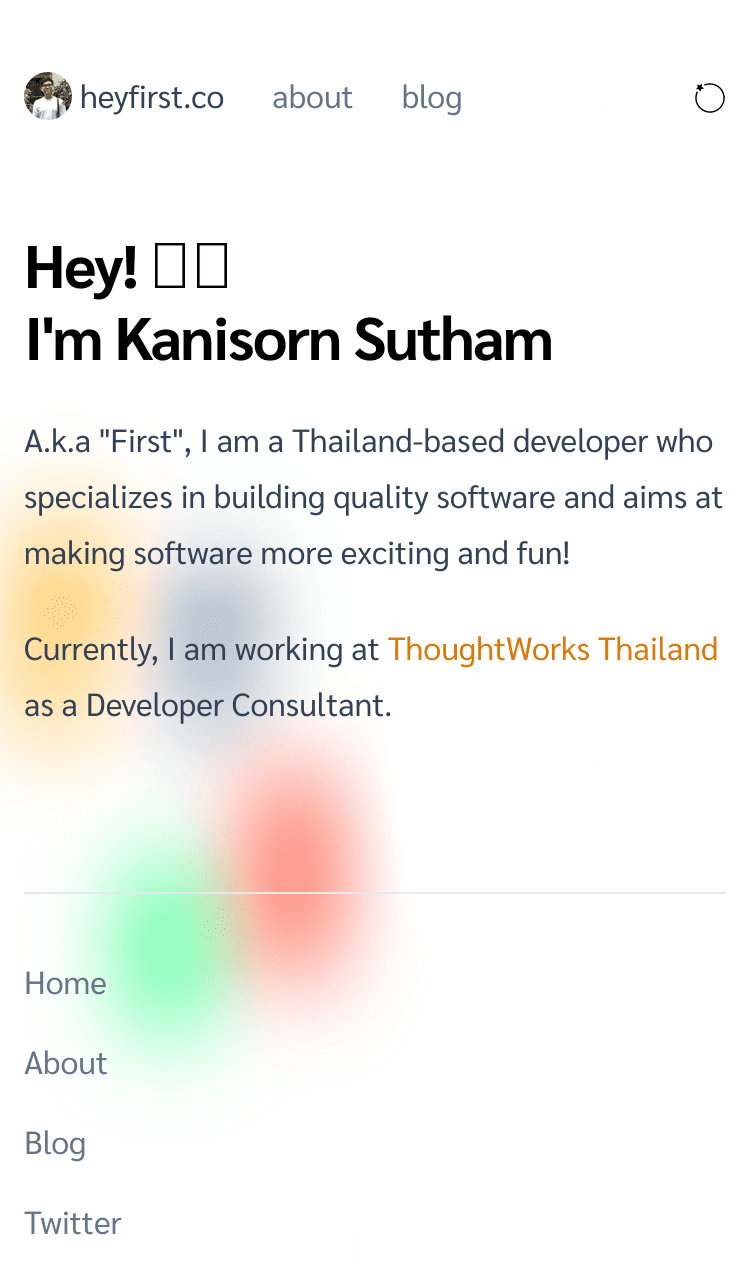 heyfirst.co about blog
Hey!
I'm Kanisorn Sutham
A.k.a "First", I am a Thailand-based developer who
specializes in building quality software and aims at
making software more exciting and fun!
Currently, I am working at ThoughtWorks Thailand
as a Developer Consultant.
Home
About
Blog
Twitter